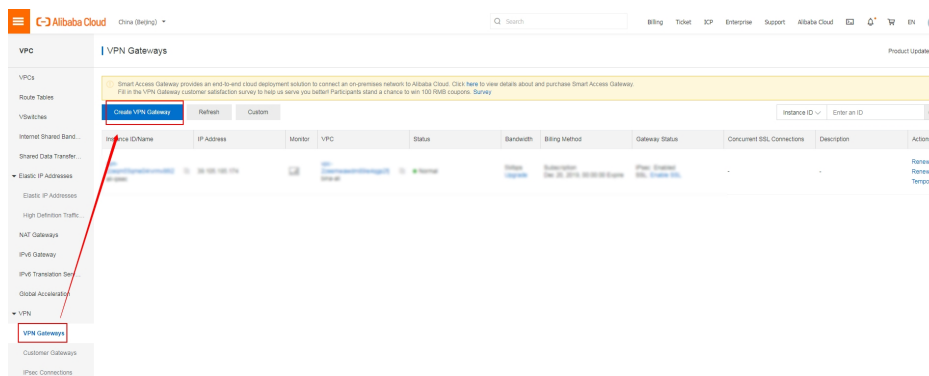 Alibaba Cloud China (Beijing) Search Billing Ticket ICP Enterprise Support Alibaba Cloud EN
VPC
VPN Gateways
Product Update
VPCs
Route Tables
VSwitches
Internet Shared Band...
Shared Data Transfer...
Elastic IP Addresses
Elastic IP Addresses
High Definition Traffic...
NAT Gateways
IPv6 Gateway
IPv6 Translation Serv...
Global Acceleration
VPN
VPN Gateways
Customer Gateways
IPsec Connections
Smart Access Gateway provides an end-to-end cloud deployment solution to connect an on-premises network to Alibaba Cloud. Click here to view details about and purchase Smart Access Gateway.
Fill in the VPN Gateway customer satisfaction survey to help us serve you better! Participants stand a chance to win 100 RMB coupons. Survey
Create VPN Gateway Refresh Custom Instance ID Enter an ID
Instance ID/Name IP Address Monitor VPC Status Bandwidth Billing Method Gateway Status Concurrent SSL Connections Description Action
Normal
Upgrade
- -
Renew
Renew
Tempo